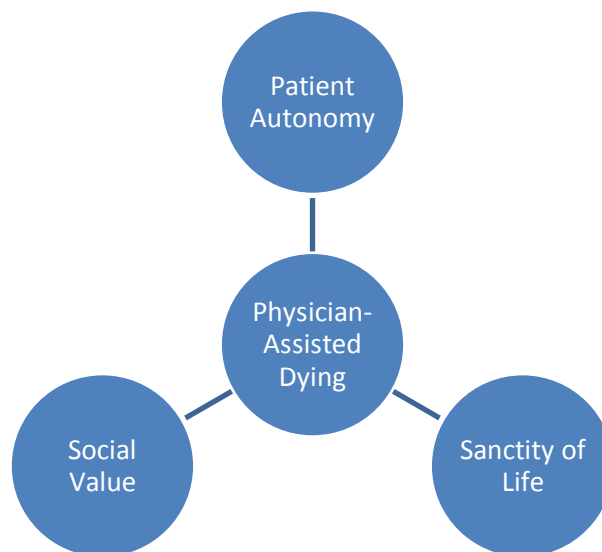 Patient
Autonomy
Physician-
Assisted
Dying
Social
Value
Sanctity of
Life